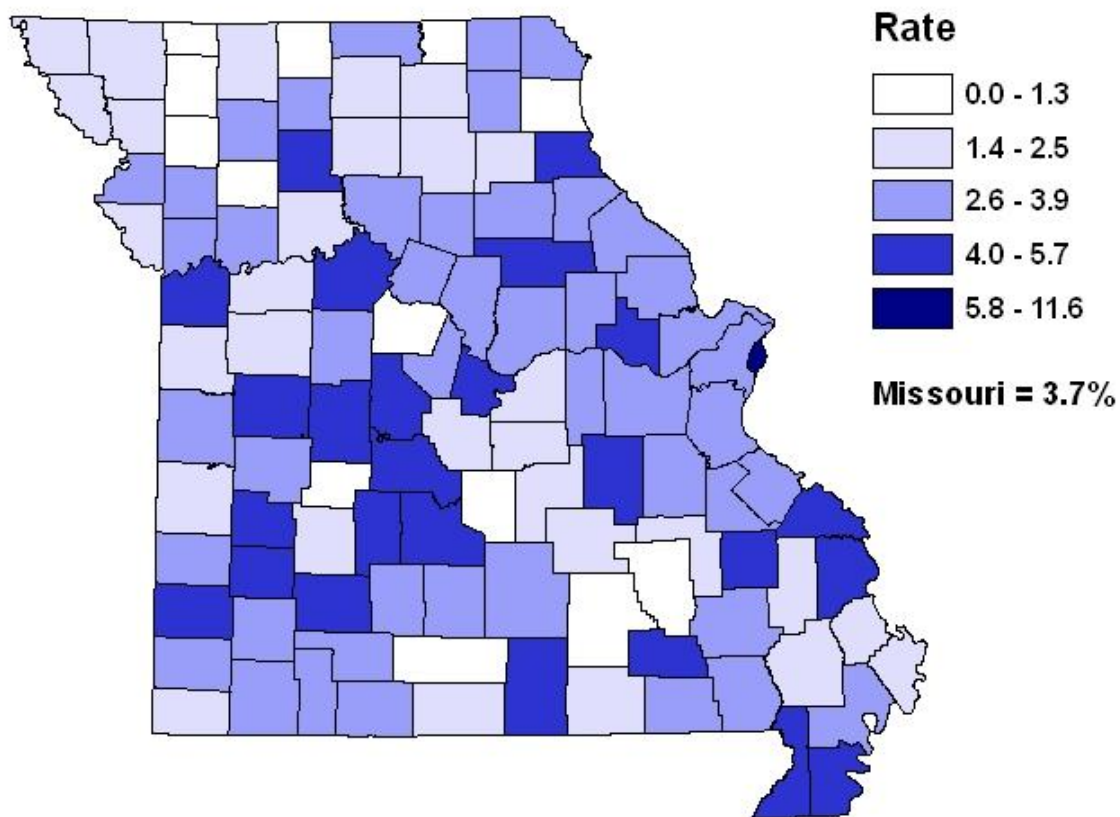 Rate
0.0 - 1.3
1.4 - 2.5
2.6 - 3.9
4.0 - 5.7
5.8 - 11.6
Missouri = 3.7%